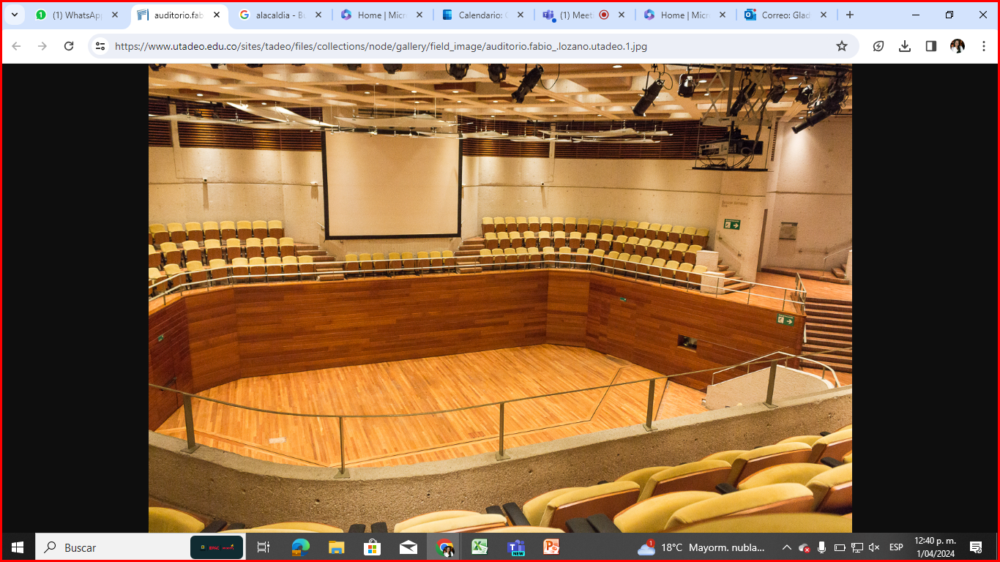 (1) WhatsApp
auditorio.fab
alacaldia - Bu
Home | Micr
Calendario: G
(1) Meet
Home | Micr
Correo: Glad
https://www.utadeo.edu.co/sites/tadeo/files/collections/node/gallery/field_image/auditorio.fabio_.lozano.utadeo.1.jpg
Buscar
NEW
1
18°C Mayorm. nubla...
ESP
12:40 p. m.
1/04/2024